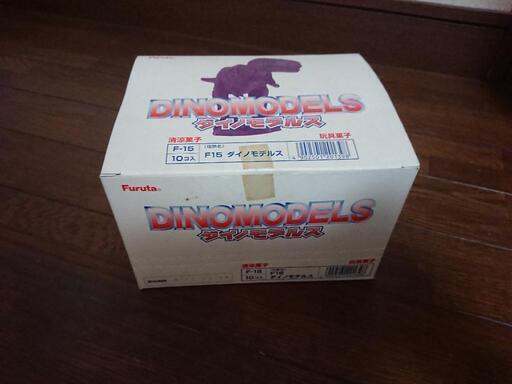 DINOMODELS
ダイノモデルス
清涼菓子
玩具菓子
F-15
10コ入
F15 ダイノモデルス
Furuta
DINOMODELS
ダイノモデルス
清涼菓子
玩具菓子
F-15
10コ入
F15
ダイノモデルス